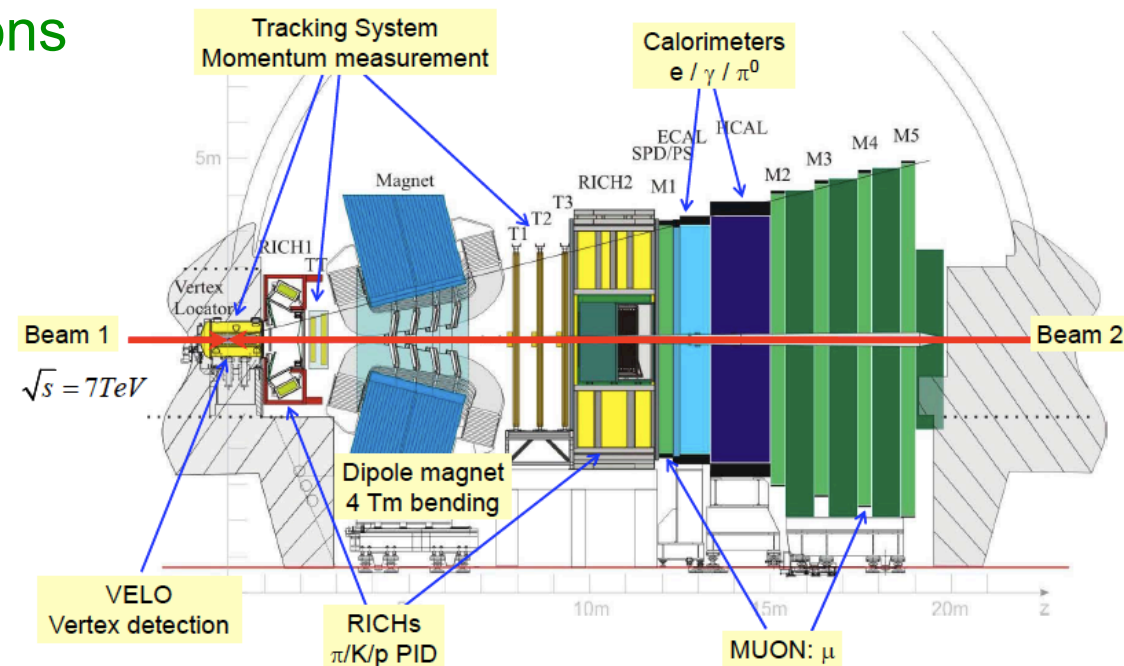 ons
Tracking System
Momentum measurement
Calorimeters
e / γ / π⁰
5m
Magnet
T1
T2
T3
RICH2
SPD/PS
ECAL
HCAL
M1
M2
M3
M4
M5
RICH1
TT
Vertex
Locator
Beam 1
Beam 2
√s = 7TeV
Dipole magnet
4 Tm bending
VELO
Vertex detection
RICHs
π/K/p PID
MUON: μ
10m
15m
20m
z